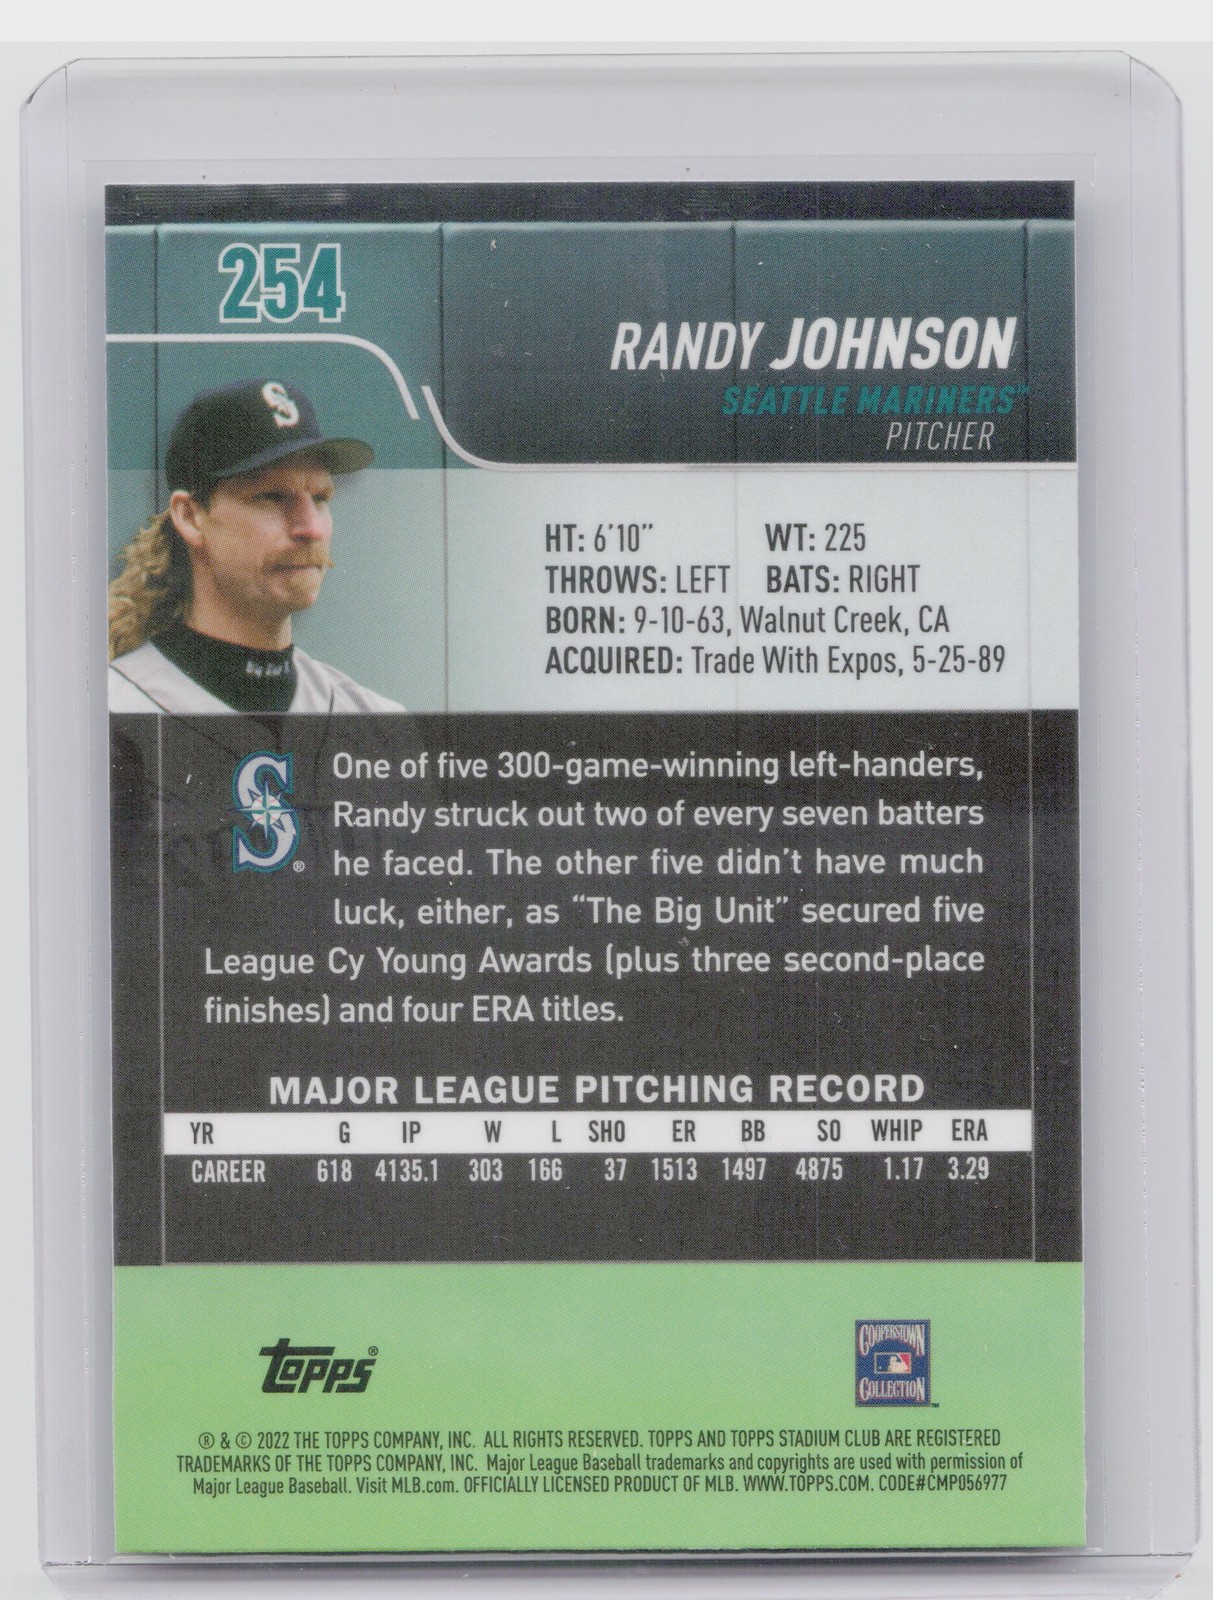 254
RANDY JOHNSON
SEATTLE MARINERS™
PITCHER
S
HT: 6'10" WT: 225
THROWS: LEFT BATS: RIGHT
BORN: 9-10-63, Walnut Creek, CA
ACQUIRED: Trade With Expos, 5-25-89
S ®
One of five 300-game-winning left-handers,
Randy struck out two of every seven batters
he faced. The other five didn't have much
luck, either, as "The Big Unit" secured five
League Cy Young Awards (plus three second-place
finishes) and four ERA titles.
MAJOR LEAGUE PITCHING RECORD
YR G IP W L SHO ER BB SO WHIP ERA
CAREER 618 4135.1 303 166 37 1513 1497 4875 1.17 3.29
topps®
COOPERSTOWN
COLLECTION™
® & © 2022 THE TOPPS COMPANY, INC. ALL RIGHTS RESERVED. TOPPS AND TOPPS STADIUM CLUB ARE REGISTERED
TRADEMARKS OF THE TOPPS COMPANY, INC. Major League Baseball trademarks and copyrights are used with permission of
Major League Baseball. Visit MLB.com. OFFICIALLY LICENSED PRODUCT OF MLB. WWW.TOPPS.COM. CODE#CMP056977